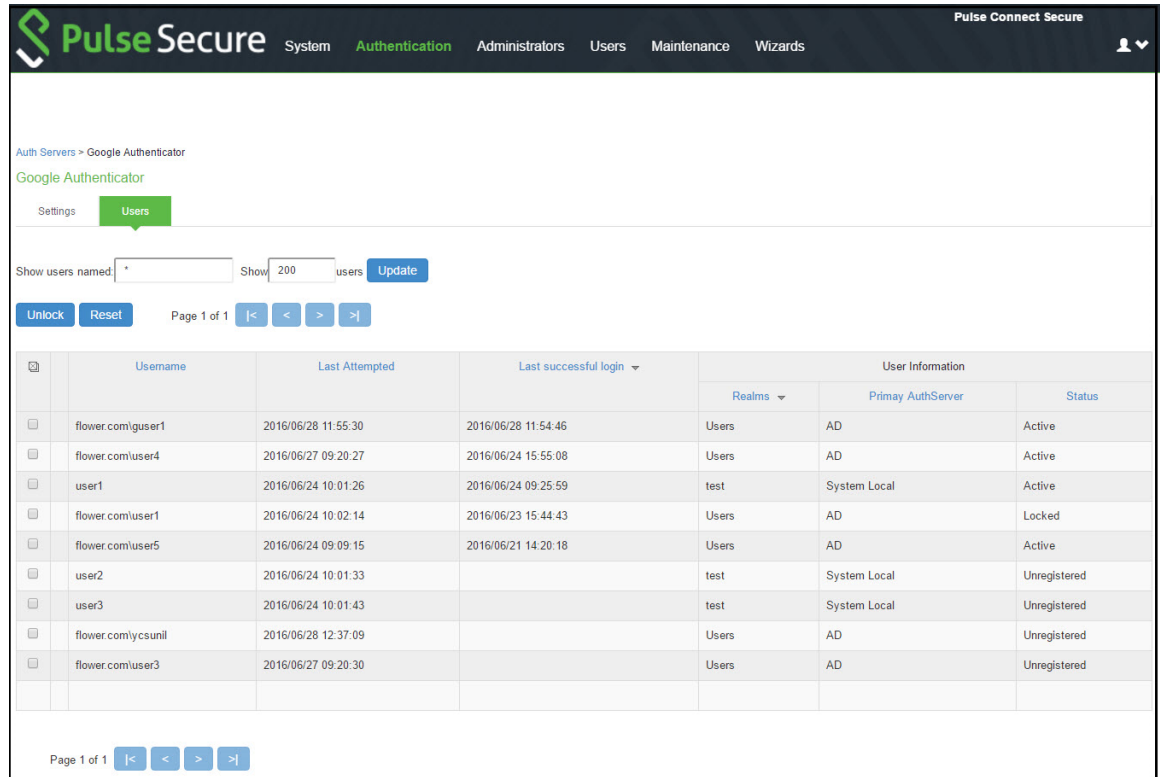 Pulse Connect Secure
Pulse Secure System Authentication Administrators Users Maintenance Wizards
Auth Servers > Google Authenticator
Google Authenticator
Settings Users
Show users named: * Show 200 users Update
Unlock Reset Page 1 of 1 |< < > >|
Username Last Attempted Last successful login User Information
Realms Primay AuthServer Status
flower.com\guser1 2016/06/28 11:55:30 2016/06/28 11:54:46 Users AD Active
flower.com\user4 2016/06/27 09:20:27 2016/06/24 15:55:08 Users AD Active
user1 2016/06/24 10:01:26 2016/06/24 09:25:59 test System Local Active
flower.com\user1 2016/06/24 10:02:14 2016/06/23 15:44:43 Users AD Locked
flower.com\user5 2016/06/24 09:09:15 2016/06/21 14:20:18 Users AD Active
user2 2016/06/24 10:01:33 test System Local Unregistered
user3 2016/06/24 10:01:43 test System Local Unregistered
flower.com\ycsunil 2016/06/28 12:37:09 Users AD Unregistered
flower.com\user3 2016/06/27 09:20:30 Users AD Unregistered
Page 1 of 1 |< < > >|